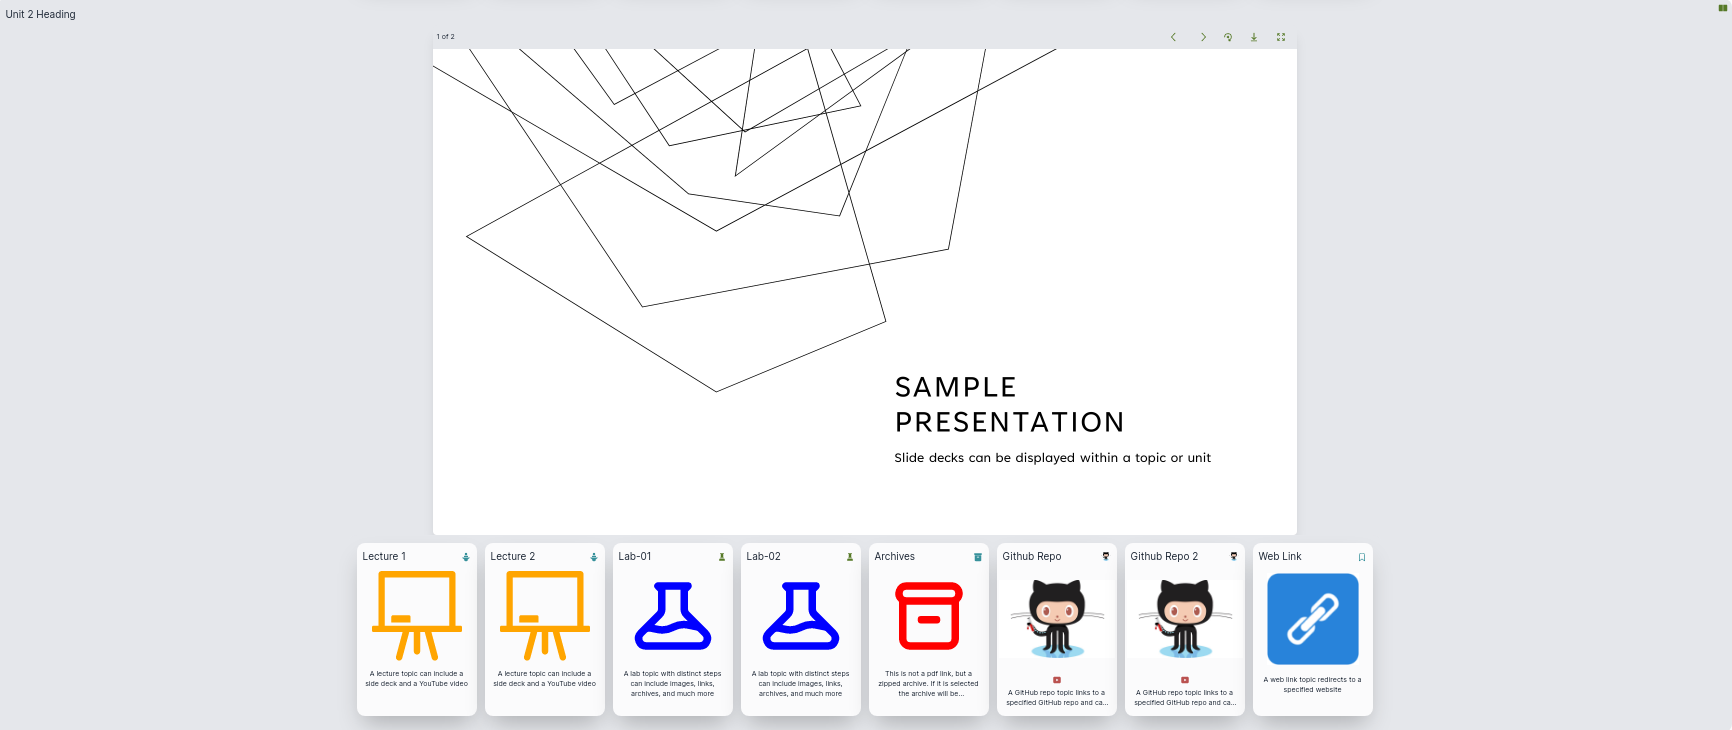 Unit 2 Heading
1 of 2
SAMPLE
PRESENTATION
Slide decks can be displayed within a topic or unit
Lecture 1
A lecture topic can include a
side deck and a YouTube video
Lecture 2
A lecture topic can include a
side deck and a YouTube video
Lab-01
A lab topic with distinct steps
can include images, links,
archives, and much more
Lab-02
A lab topic with distinct steps
can include images, links,
archives, and much more
Archives
This is not a pdf link, but a
zipped archive. If it is selected
the archive will be...
Github Repo
A GitHub repo topic links to a
specified GitHub repo and ca...
Github Repo 2
A GitHub repo topic links to a
specified GitHub repo and ca...
Web Link
A web link topic redirects to a
specified website